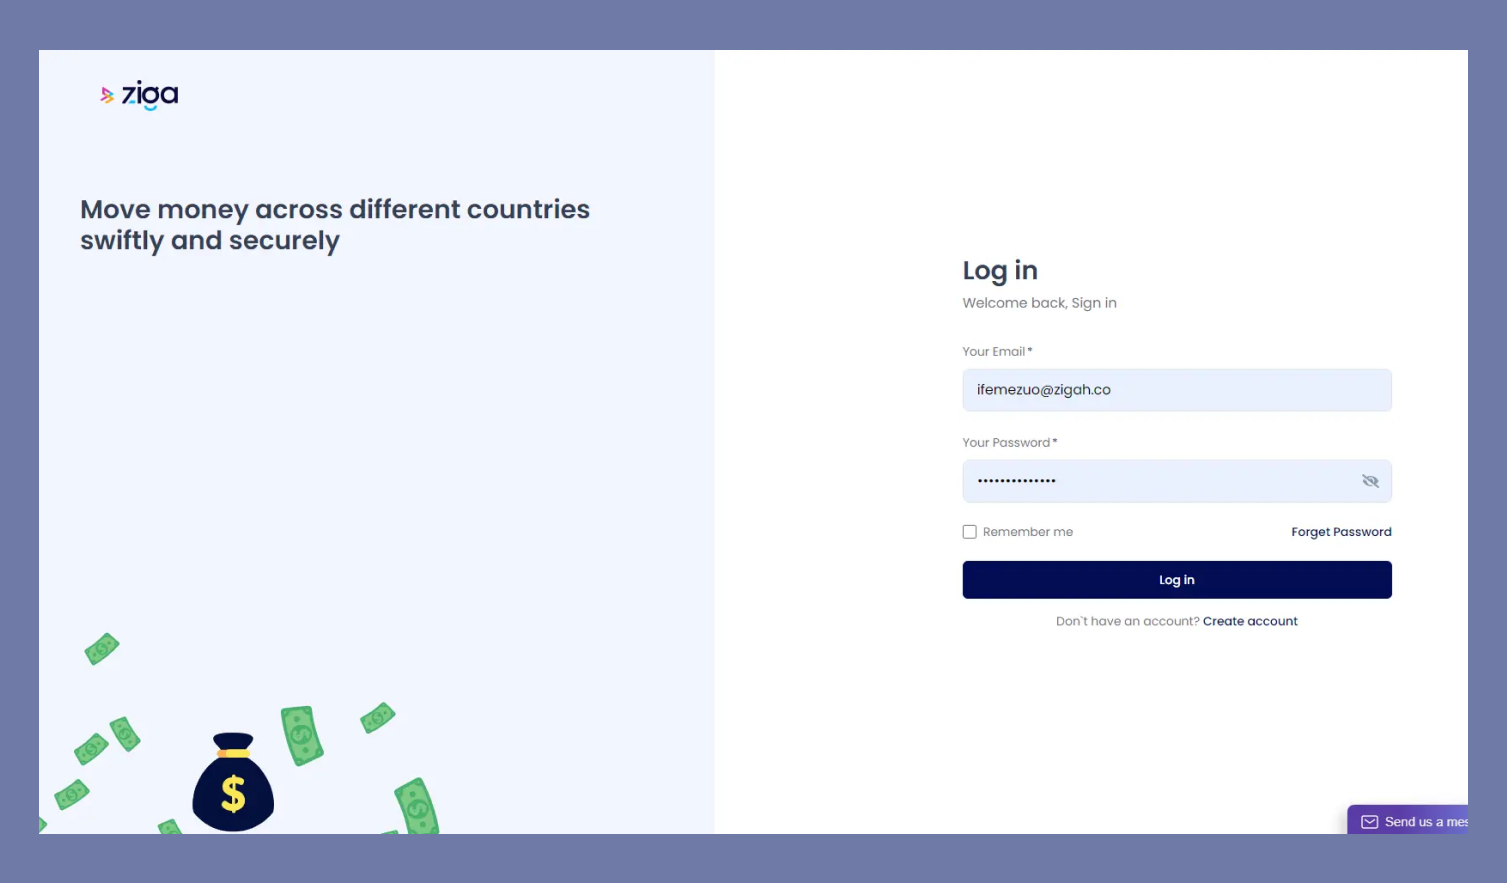 ziga
Move money across different countries
swiftly and securely
Log in
Welcome back, Sign in
Your Email*
ifemezuo@zigah.co
Your Password*
••••••••••••••
Remember me
Forget Password
Log in
Don`t have an account? Create account
$
Send us a mes